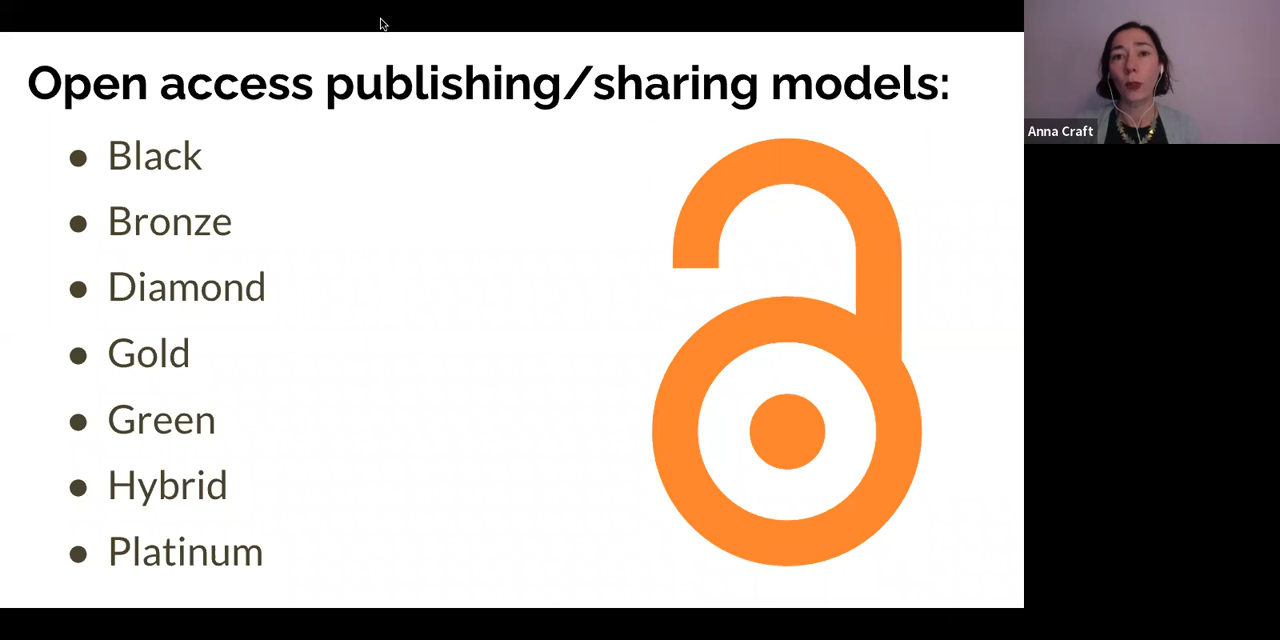 Open access publishing/sharing models:
● Black
● Bronze
● Diamond
● Gold
● Green
● Hybrid
● Platinum
Anna Craft